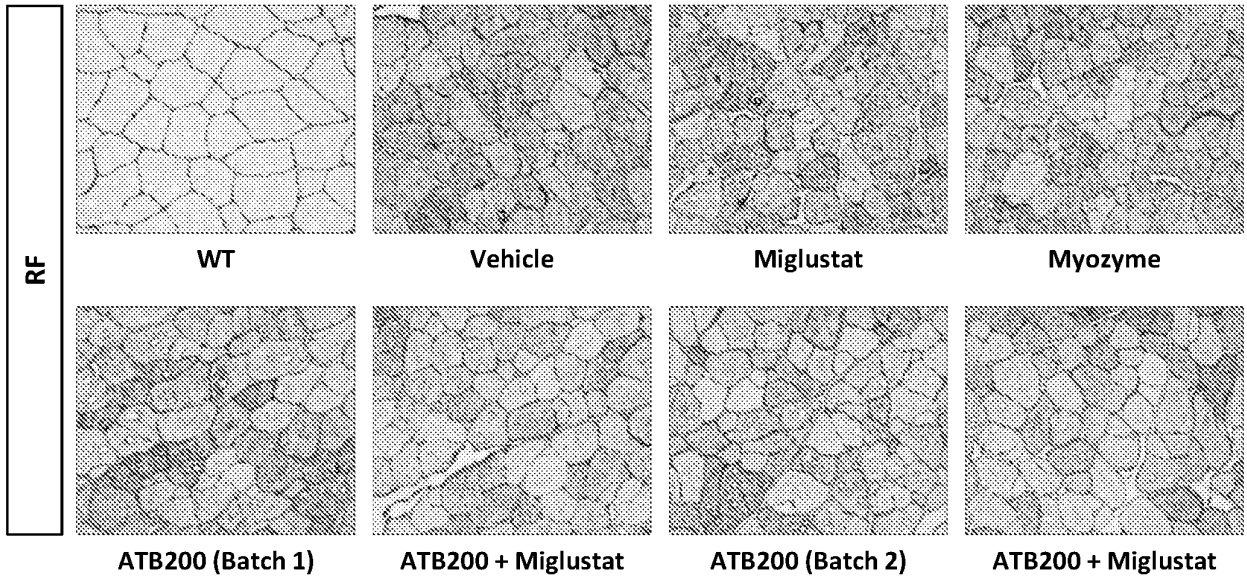 RF
WT Vehicle Miglustat Myozyme
ATB200 (Batch 1) ATB200 + Miglustat ATB200 (Batch 2) ATB200 + Miglustat